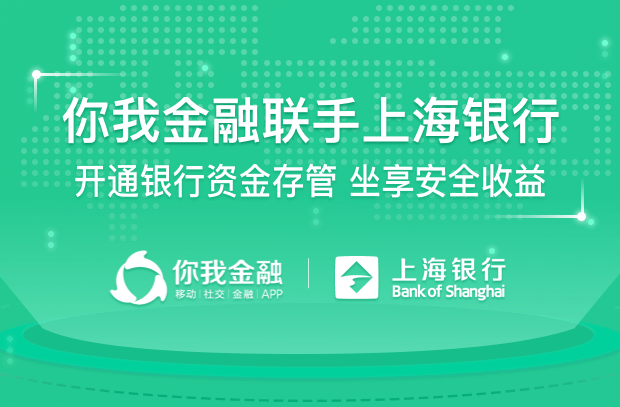 你我金融联手上海银行
开通银行资金存管 坐享安全收益
你我金融
移动|社交|金融|APP
上海银行
Bank of Shanghai